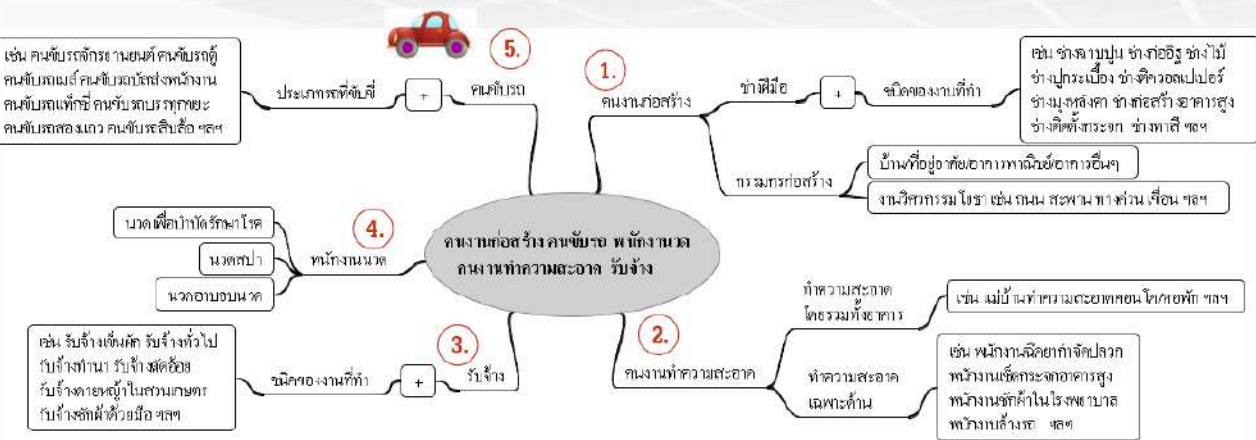 คนงานก่อสร้าง คนขับรถ พนักงานวด
คนงานทำความสะอาด รับจ้าง
1.
คนงานก่อสร้าง
ช่างฝีมือ
+
ชนิดของงานที่ทำ
เช่น ช่างฉาบปูน ช่างก่ออิฐ ช่างไม้
ช่างปูกระเบื้อง ช่างติดวอลเปเปอร์
ช่างมุงหลังคา ช่างก่อสร้างอาคารสูง
ช่างติดตั้งกระจก ช่างทาสี ฯลฯ
กรรมกรก่อสร้าง
บ้าน/ที่อยู่อาศัย/อาคารพาณิชย์/อาคารอื่นๆ
งานวิศวกรรมโยธา เช่น ถนน สะพาน ทางด่วน เขื่อน ฯลฯ
2.
คนงานทำความสะอาด
ทำความสะอาด
โดยรวมทั้งอาคาร
เช่น แม่บ้านทำความสะอาดคอนโด/หอพัก ฯลฯ
ทำความสะอาด
เฉพาะด้าน
เช่น พนักงานฉีดยากำจัดปลวก
พนักงานเช็ดกระจกอาคารสูง
พนักงานซักผ้าในโรงพยาบาล
พนักงานล้างรถ ฯลฯ
3.
รับจ้าง
+
ชนิดของงานที่ทำ
เช่น รับจ้างเข็นผัก รับจ้างทั่วไป
รับจ้างทำนา รับจ้างตัดอ้อย
รับจ้างดายหญ้าในสวนเกษตร
รับจ้างซักผ้าด้วยมือ ฯลฯ
4.
พนักงานนวด
นวดเพื่อบำบัดรักษาโรค
นวดสปา
นวดอาบอบนวด
5.
คนขับรถ
+
ประเภทรถที่ขับขี่
เช่น คนขับรถจักรยานยนต์ คนขับรถตู้
คนขับรถเมล์ คนขับรถบัสส่งพนักงาน
คนขับรถแท็กซี่ คนขับรถบรรทุกขยะ
คนขับรถสองแถว คนขับรถสิบล้อ ฯลฯ